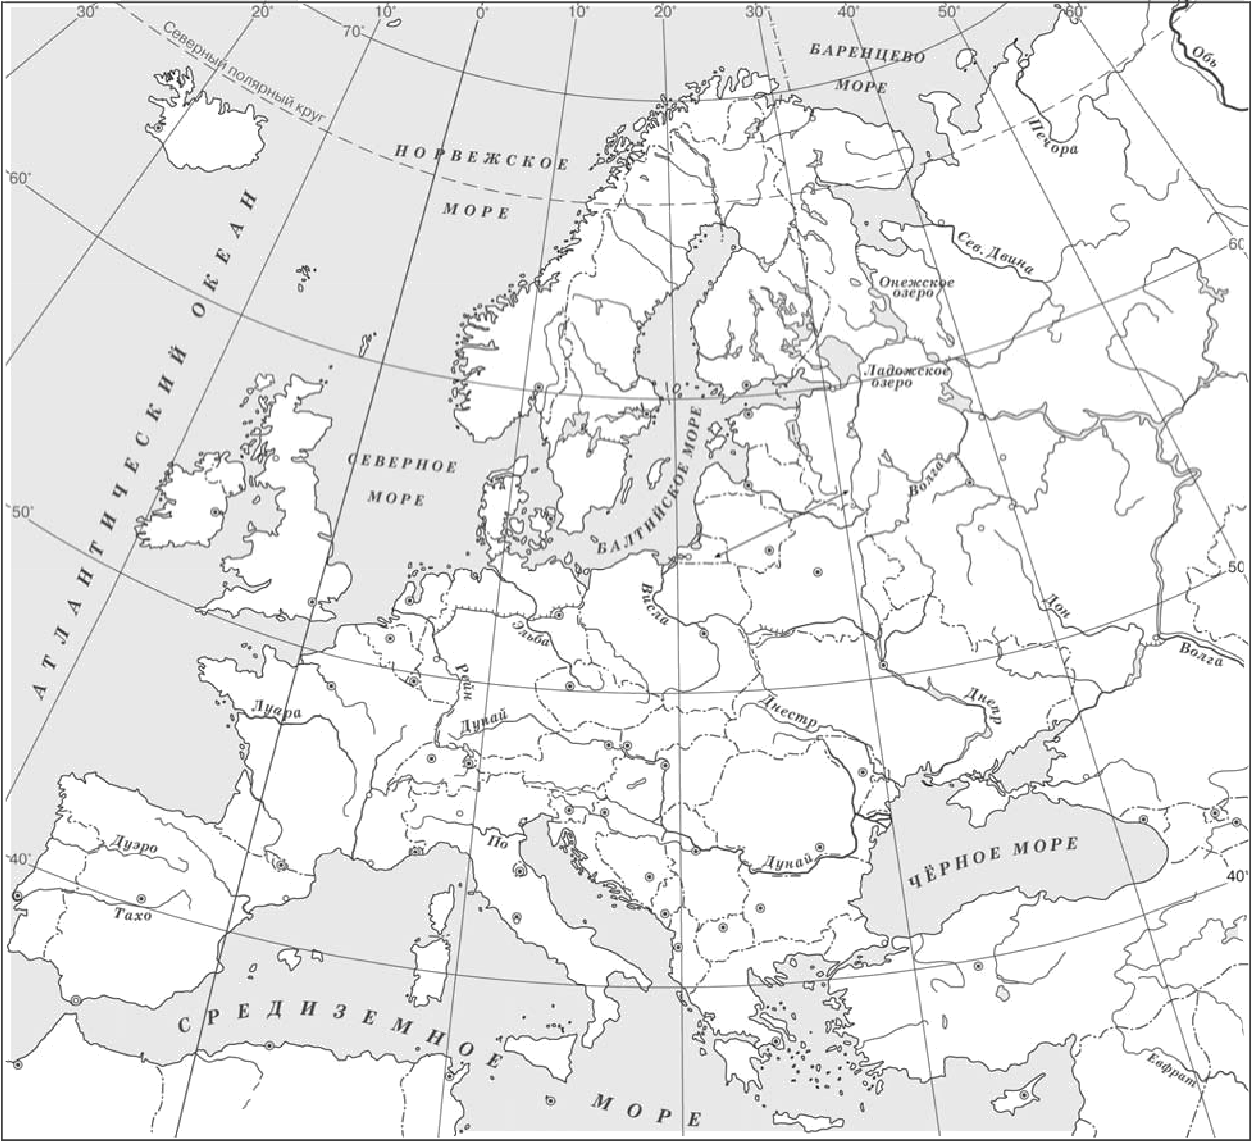 30° 20° 10° 0° 10° 20° 30° 40° 50° 60°
70°
Северный полярный круг
БАРЕНЦЕВО
МОРЕ
Обь
Печора
НОРВЕЖСКОЕ
МОРЕ
60°
60
Сев. Двина
Онежское
озеро
АТЛАНТИЧЕСКИЙ ОКЕАН
Ладожское
озеро
СЕВЕРНОЕ
МОРЕ
БАЛТИЙСКОЕ МОРЕ
Волга
50°
50
Висла
Дон
Эльба
Волга
Рейн
Луара
Дунай
Днестр
Днепр
По
Дуэро
Дунай
ЧЁРНОЕ МОРЕ
40°
40°
Тахо
СРЕДИЗЕМНОЕ
МОРЕ
Евфрат